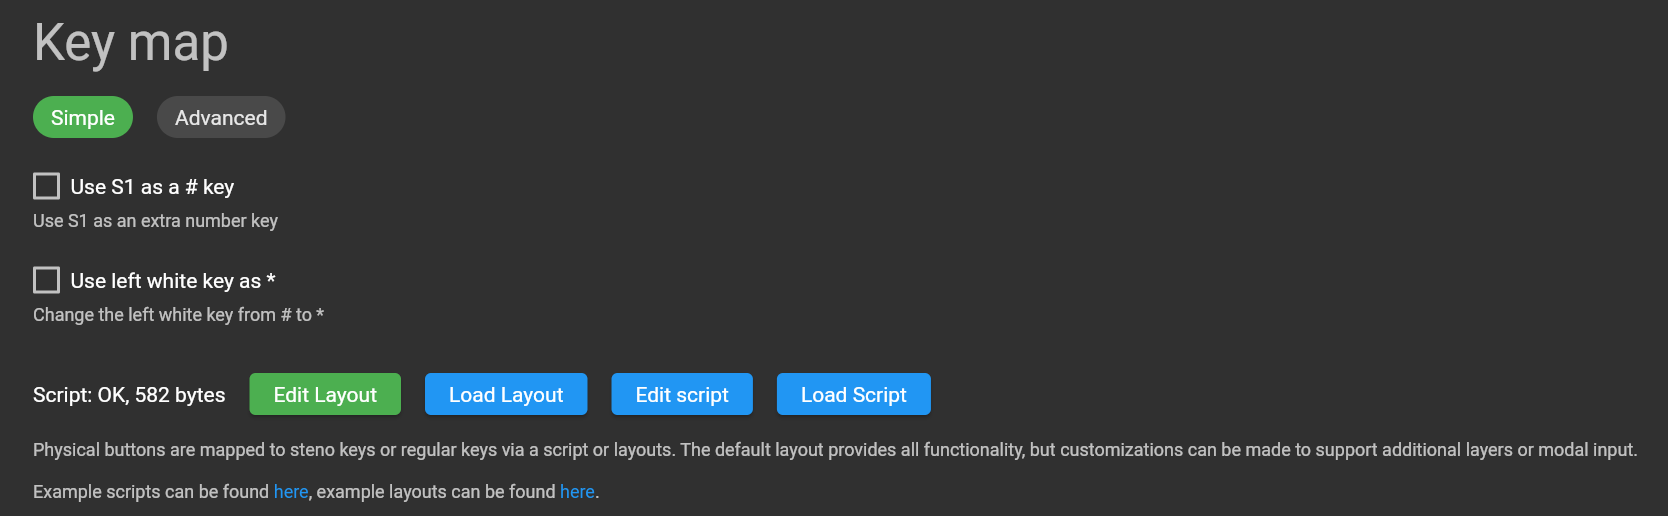 Key map
Simple Advanced
Use S1 as a # key
Use S1 as an extra number key
Use left white key as *
Change the left white key from # to *
Script: OK, 582 bytes Edit Layout Load Layout Edit script Load Script
Physical buttons are mapped to steno keys or regular keys via a script or layouts. The default layout provides all functionality, but customizations can be made to support additional layers or modal input.
Example scripts can be found here, example layouts can be found here.